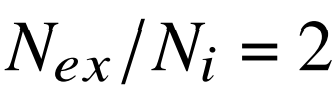 N_{ex}/N_i = 2